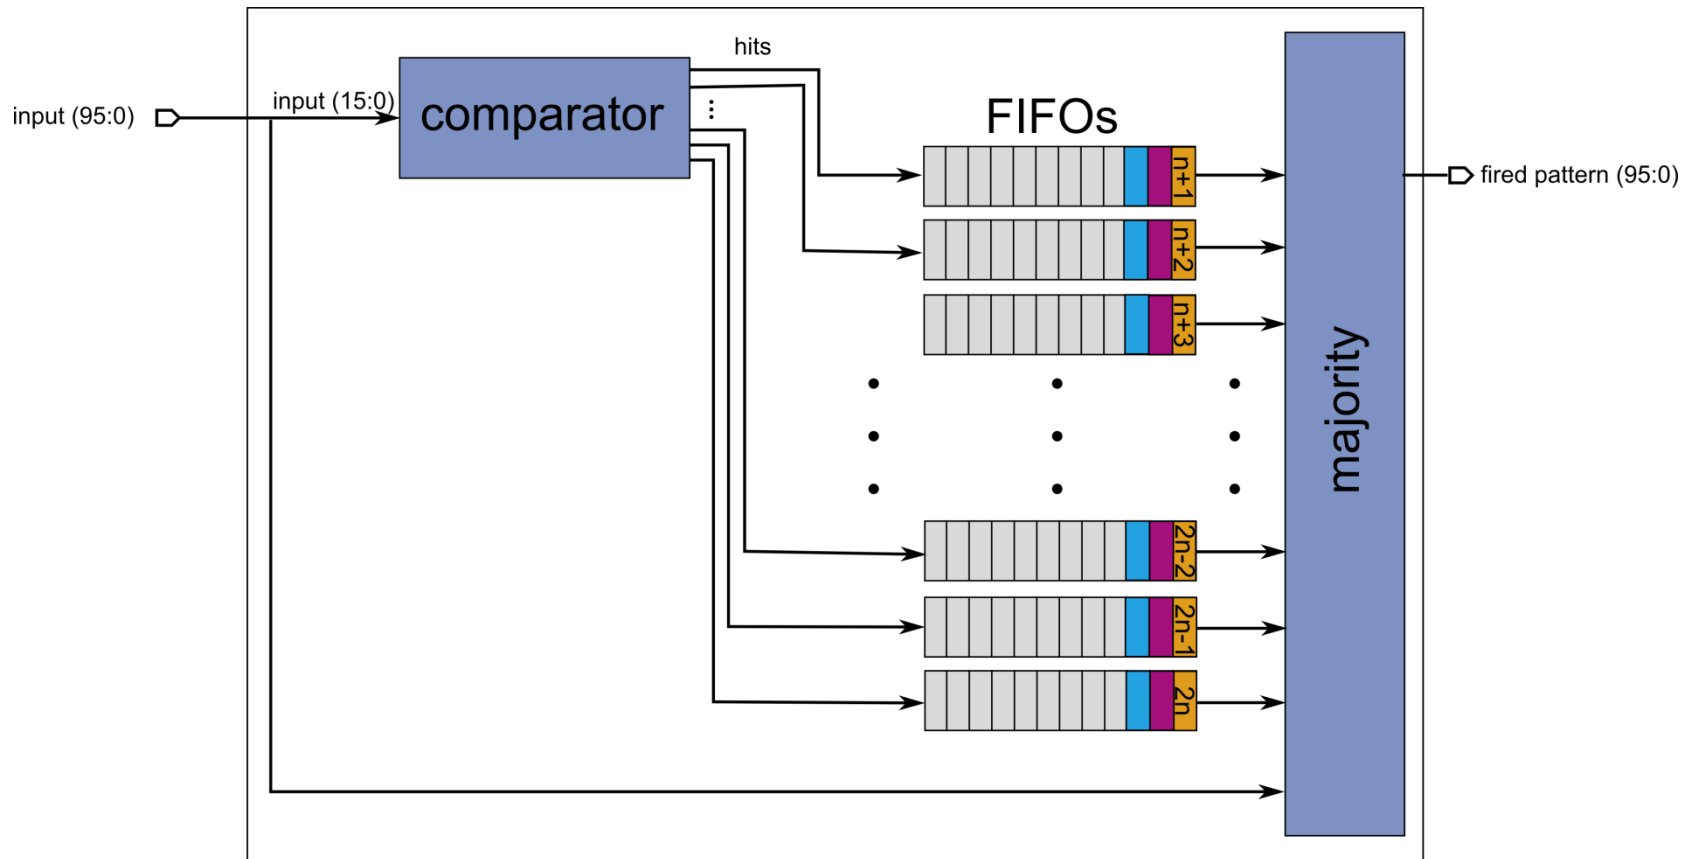 hits
input (95:0)
input (15:0)
comparator
FIFOs
n+1
fired pattern (95:0)
n+2
n+3
majority
2n-2
2n-1
2n